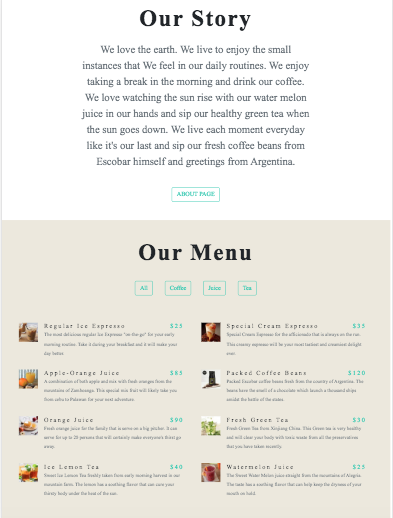 Our Story
We love the earth. We live to enjoy the small
instances that We feel in our daily routines. We enjoy
taking a break in the morning and drink our coffee.
We love watching the sun rise with our water melon
juice in our hands and sip our healthy green tea when
the sun goes down. We live each moment everyday
like it's our last and sip our fresh coffee beans from
Escobar himself and greetings from Argentina.
ABOUT PAGE
Our Menu
All
Coffee
Juice
Tea
Regular Ice Espresso $25
The most delicious regular Ice Espresso "on the go" for your early
morning routine. Take it during your breakfast and it will make your
day better.
Special Cream Espresso $35
Special Cream Espresso for the afficionado that is always on the run.
This creamy espresso will be your most instant and creamiest delight
ever.
Apple-Orange Juice $85
A combination of both apple and mix with fresh oranges from the
mountains of Zanzibanga. This special mix that will likely take you
from cobra to Paleman for your next adventure.
Packed Coffee Beans $120
Packed Escobar coffee beans fresh from the country of Argentina. The
beans have the smell of a chocolate which launch a thousand ships
amidst the battle of the states.
Orange Juice $90
Fresh orange juice for the family that is serve on a big pitcher. It can
serve for up to 20 persons that will certainly make everyone's thirst go
away.
Fresh Green Tea $50
Fresh Green Tea from Xinjiang China. This Green tea is very healthy
and will clear your body with toxic waste from all the preservatives
that you have taken recently.
Ice Lemon Tea $40
Sweet Ice Lemon Tea freshly taken from early morning harvest in our
mountain farm. The lemon has a soothing flavor that can cure your
thirsty body under the heat of the sun.
Watermelon Juice $25
The Sweet Water Melon juice straight from the mountains of Alegria.
The taste has a soothing flavor that can help keep the dryness of your
mouth on hold.